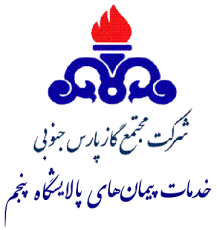 شرکت مجتمع گاز پارس جنوبی
خدمات پیمان‌های پالایشگاه پنجم